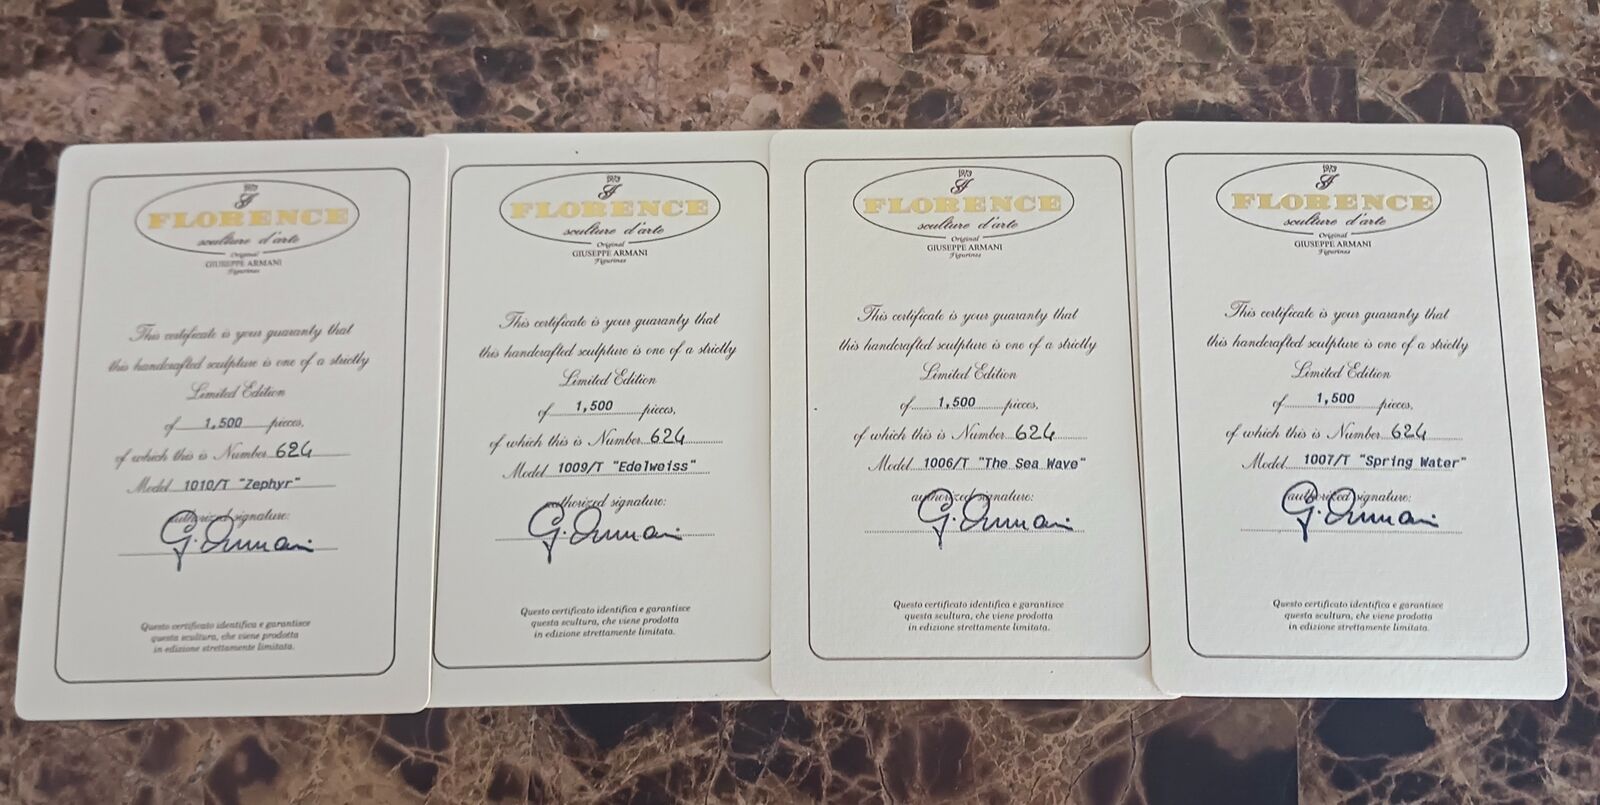 1973
FLORENCE
sculture d'arte
Original
GIUSEPPE ARMANI
Figurines
This certificate is your guaranty that
this handcrafted sculpture is one of a strictly
Limited Edition
of 1,500 pieces,
of which this is Number 624
Model 1010/T "Zephyr"
authorized signature:
G. Armani
Questo certificato identifica e garantisce
questa scultura, che viene prodotta
in edizione strettamente limitata.
1973
FLORENCE
sculture d'arte
Original
GIUSEPPE ARMANI
Figurines
This certificate is your guaranty that
this handcrafted sculpture is one of a strictly
Limited Edition
of 1,500 pieces,
of which this is Number 624
Model 1009/T "Edelweiss"
authorized signature:
G. Armani
Questo certificato identifica e garantisce
questa scultura, che viene prodotta
in edizione strettamente limitata.
1973
FLORENCE
sculture d'arte
Original
GIUSEPPE ARMANI
Figurines
This certificate is your guaranty that
this handcrafted sculpture is one of a strictly
Limited Edition
of 1,500 pieces,
of which this is Number 624
Model 1006/T "The Sea Wave"
authorized signature:
G. Armani
Questo certificato identifica e garantisce
questa scultura, che viene prodotta
in edizione strettamente limitata.
1973
FLORENCE
sculture d'arte
Original
GIUSEPPE ARMANI
Figurines
This certificate is your guaranty that
this handcrafted sculpture is one of a strictly
Limited Edition
of 1,500 pieces,
of which this is Number 624
Model 1007/T "Spring Water"
authorized signature:
G. Armani
Questo certificato identifica e garantisce
questa scultura, che viene prodotta
in edizione strettamente limitata.